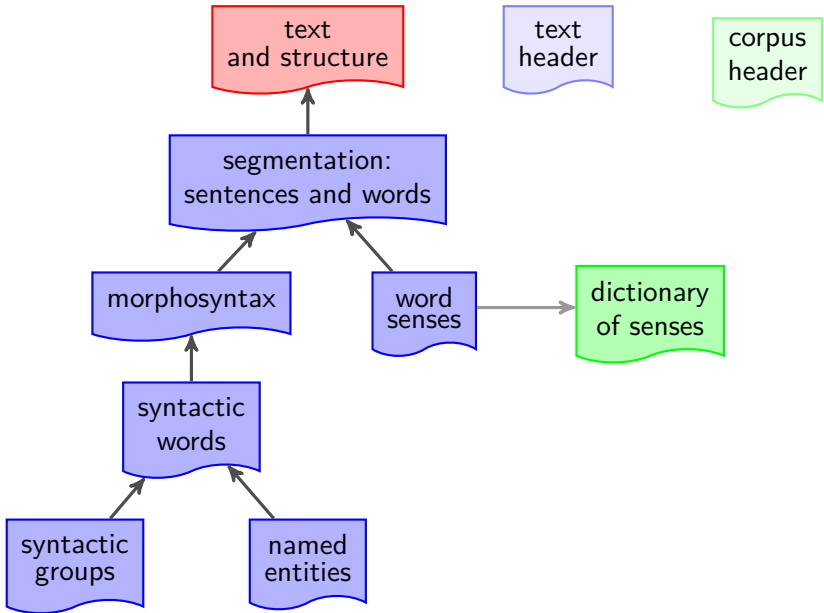 text
and structure
text
header
corpus
header
segmentation:
sentences and words
morphosyntax
word
senses
dictionary
of senses
syntactic
words
syntactic
groups
named
entities